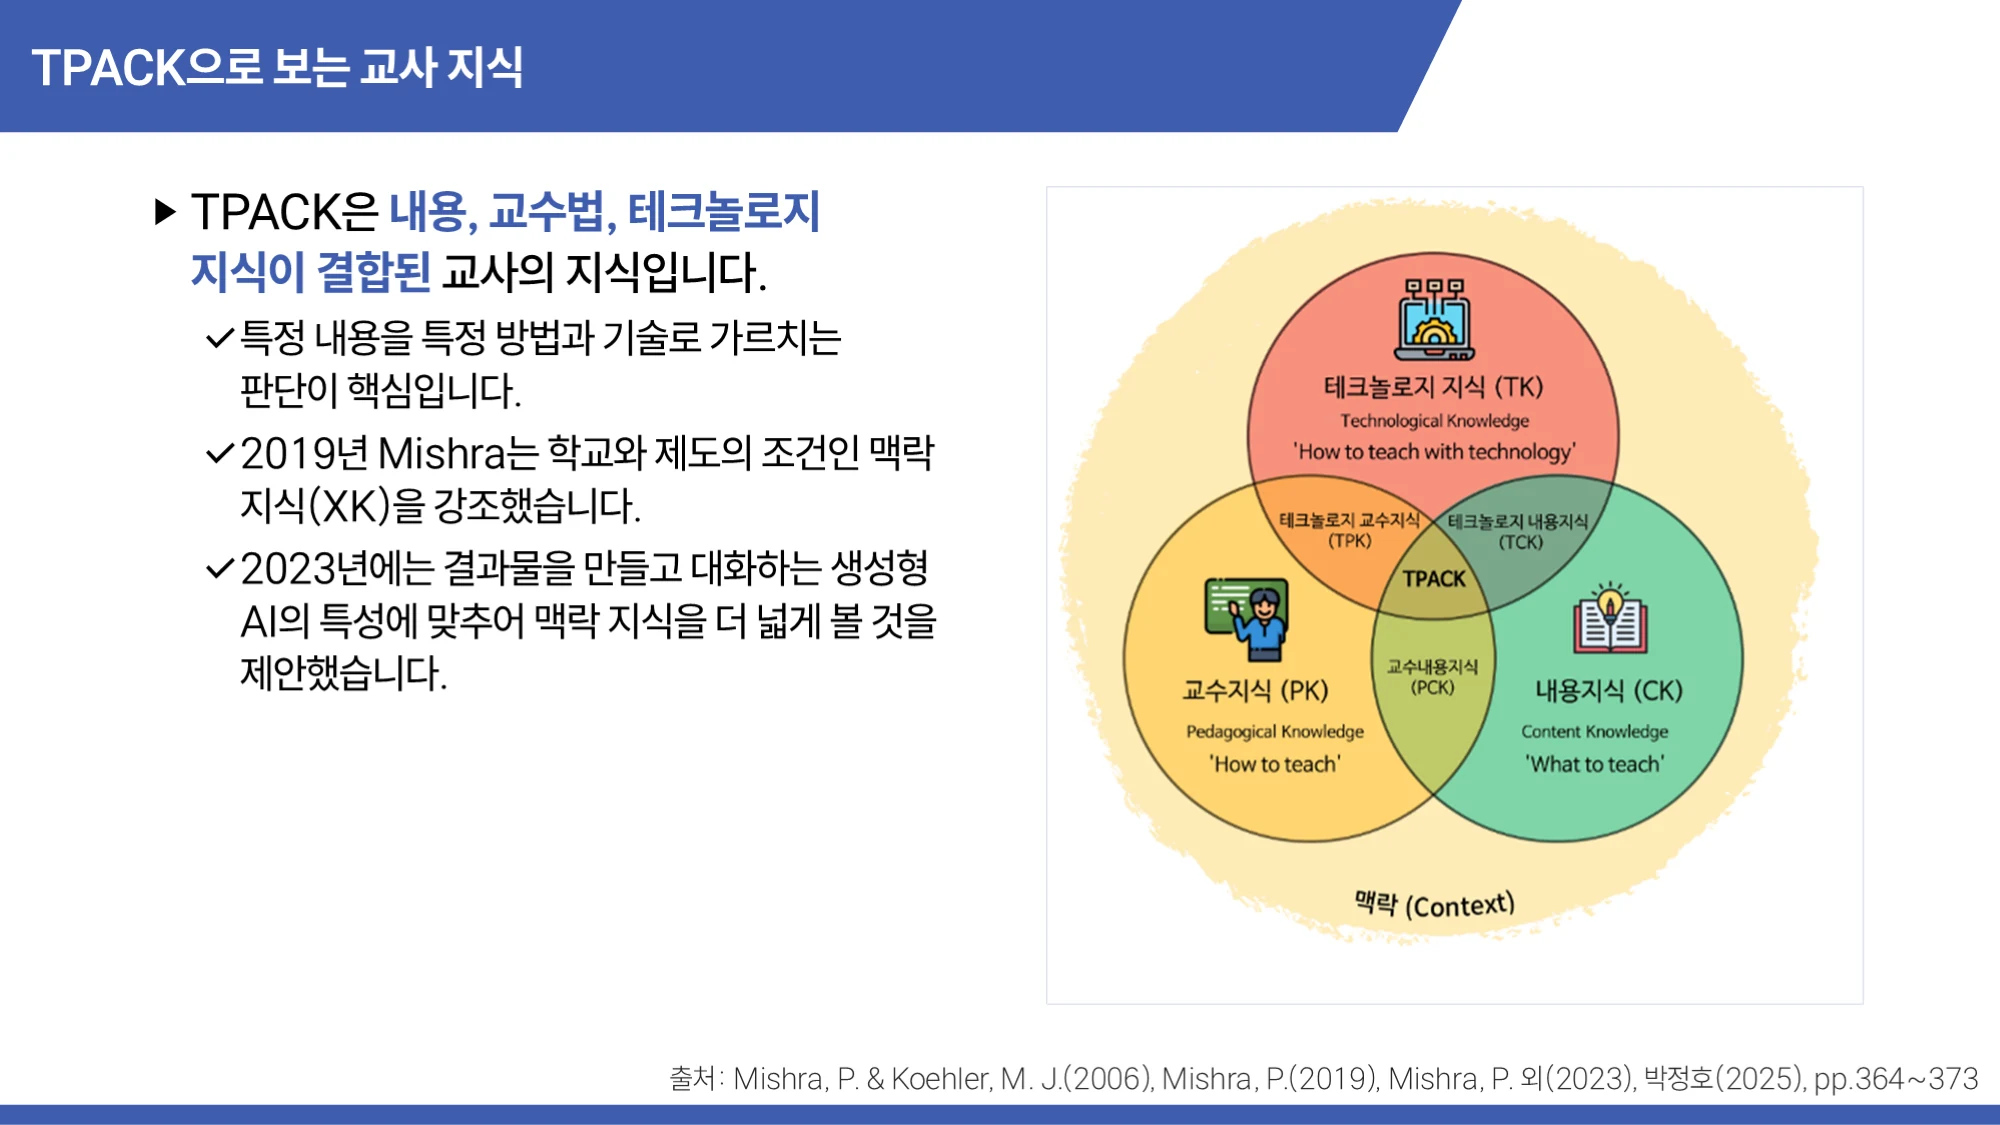 TPACK으로 보는 교사 지식
▶ TPACK은 내용, 교수법, 테크놀로지
지식이 결합된 교사의 지식입니다.
✓특정 내용을 특정 방법과 기술로 가르치는
판단이 핵심입니다.
✓2019년 Mishra는 학교와 제도의 조건인 맥락
지식(XK)을 강조했습니다.
✓2023년에는 결과물을 만들고 대화하는 생성형
AI의 특성에 맞추어 맥락 지식을 더 넓게 볼 것을
제안했습니다.
테크놀로지 지식 (TK)
Technological Knowledge
'How to teach with technology'
테크놀로지 교수지식
(TPK)
테크놀로지 내용지식
(TCK)
TPACK
교수내용지식
(PCK)
교수지식 (PK)
Pedagogical Knowledge
'How to teach'
내용지식 (CK)
Content Knowledge
'What to teach'
맥락 (Context)
출처: Mishra, P. & Koehler, M. J.(2006), Mishra, P.(2019), Mishra, P. 외(2023), 박정호(2025), pp.364~373